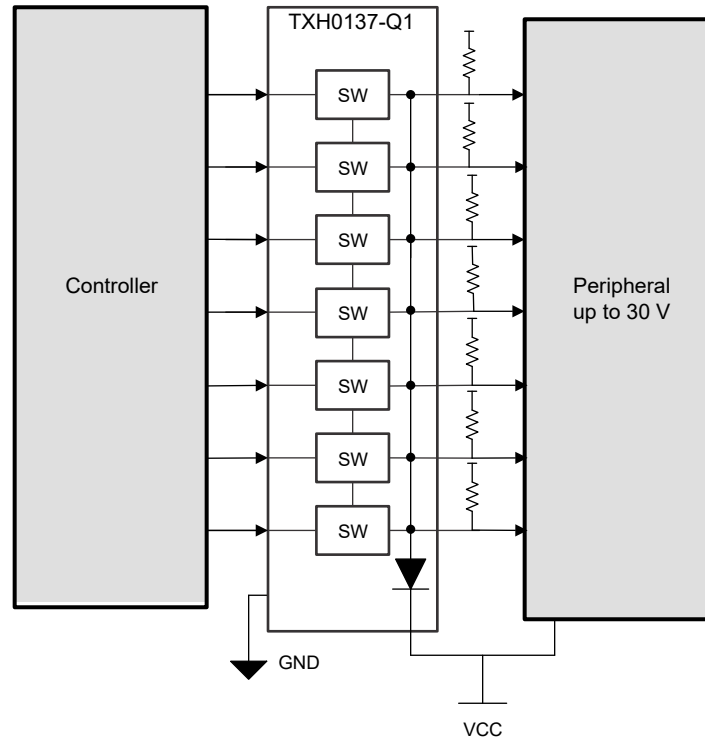 TXH0137-Q1
SW
SW
SW
SW
SW
SW
SW
Controller
Peripheral
up to 30 V
GND
VCC